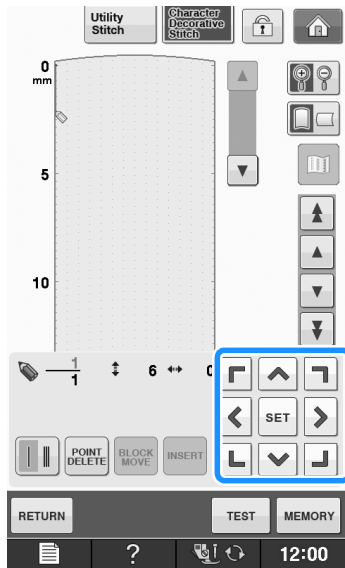 Utility
Stitch
Character
Decorative
Stitch
0
mm
5
10
1
1
6
0
SET
POINT
DELETE
BLOCK
MOVE
INSERT
RETURN
TEST
MEMORY
?
12:00